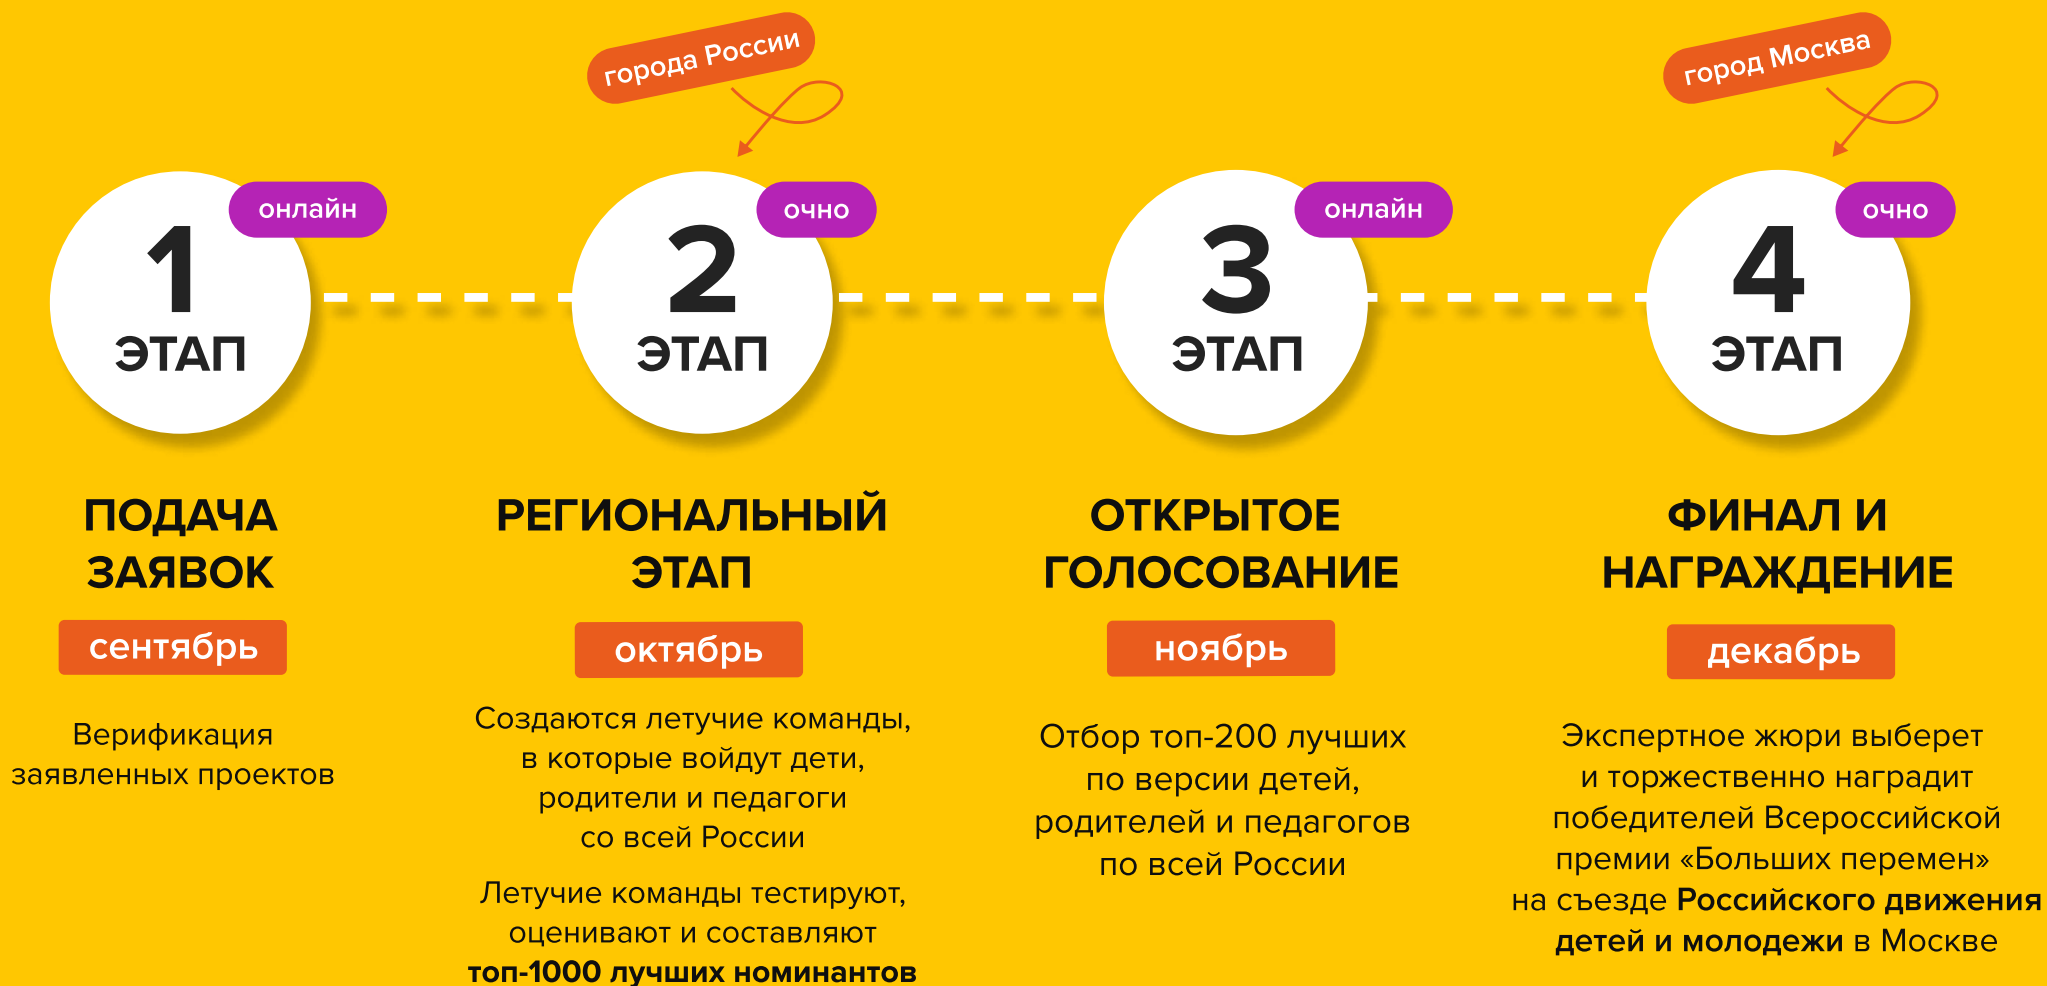 города России
город Москва
1
ЭТАП
онлайн
2
ЭТАП
очно
3
ЭТАП
онлайн
4
ЭТАП
очно
ПОДАЧА
ЗАЯВОК
сентябрь
Верификация
заявленных проектов
РЕГИОНАЛЬНЫЙ
ЭТАП
октябрь
Создаются летучие команды,
в которые войдут дети,
родители и педагоги
со всей России
Летучие команды тестируют,
оценивают и составляют
топ-1000 лучших номинантов
ОТКРЫТОЕ
ГОЛОСОВАНИЕ
ноябрь
Отбор топ-200 лучших
по версии детей,
родителей и педагогов
по всей России
ФИНАЛ И
НАГРАЖДЕНИЕ
декабрь
Экспертное жюри выберет
и торжественно наградит
победителей Всероссийской
премии «Больших перемен»
на съезде Российского движения
детей и молодежи в Москве